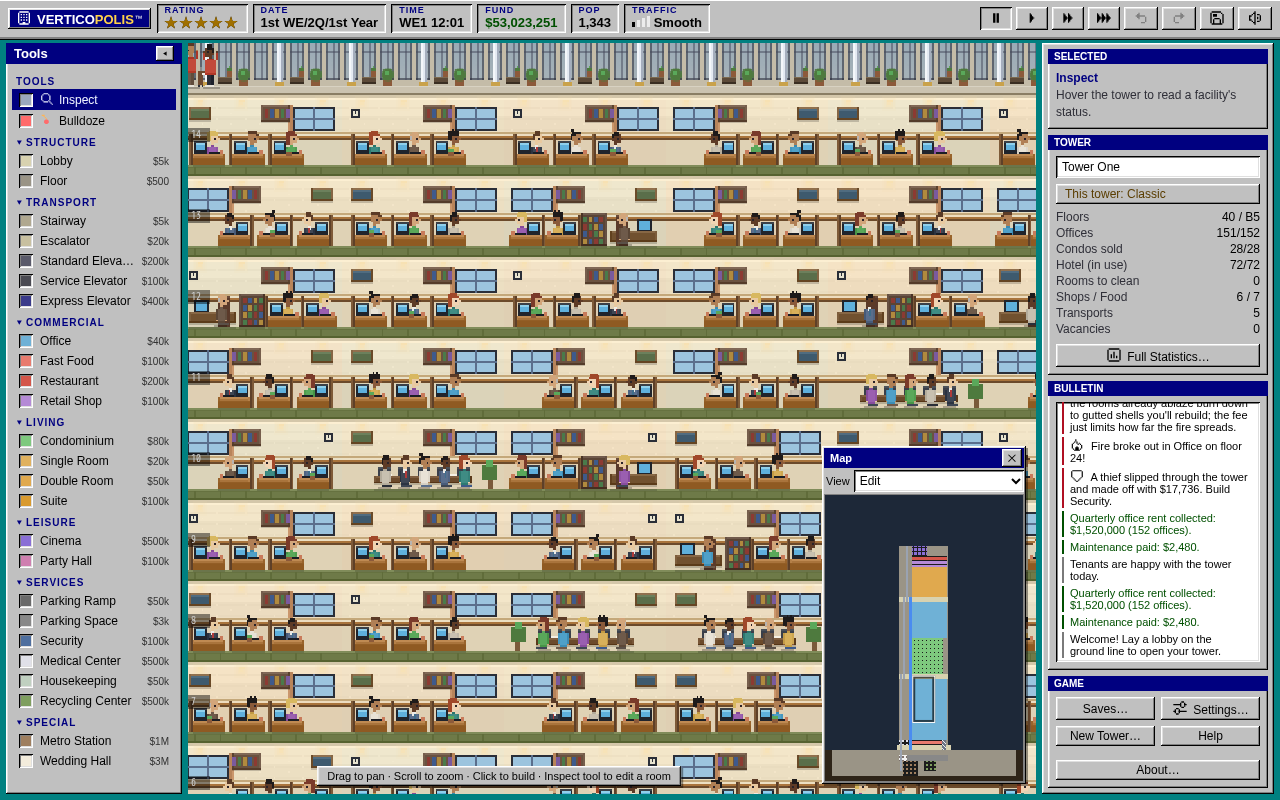 VERTICOPOLIS™
RATING
DATE
1st WE/2Q/1st Year
TIME
WE1 12:01
FUND
$53,023,251
POP
1,343
TRAFFIC
Smooth
Tools
TOOLS
Inspect
Bulldoze
STRUCTURE
Lobby $5k
Floor $500
TRANSPORT
Stairway $5k
Escalator $20k
Standard Eleva… $200k
Service Elevator $100k
Express Elevator $400k
COMMERCIAL
Office $40k
Fast Food $100k
Restaurant $200k
Retail Shop $100k
LIVING
Condominium $80k
Single Room $20k
Double Room $50k
Suite $100k
LEISURE
Cinema $500k
Party Hall $100k
SERVICES
Parking Ramp $50k
Parking Space $3k
Security $100k
Medical Center $500k
Housekeeping $50k
Recycling Center $500k
SPECIAL
Metro Station $1M
Wedding Hall $3M
14
13
12
11
10
9
8
7
6
Drag to pan · Scroll to zoom · Click to build · Inspect tool to edit a room
Map
View Edit
SELECTED
Inspect
Hover the tower to read a facility's
status.
TOWER
Tower One
This tower: Classic
Floors 40 / B5
Offices 151/152
Condos sold 28/28
Hotel (in use) 72/72
Rooms to clean 0
Shops / Food 6 / 7
Transports 5
Vacancies 0
Full Statistics…
BULLETIN
the rooms already ablaze burn down
to gutted shells you'll rebuild; the fee
just limits how far the fire spreads.
Fire broke out in Office on floor
24!
A thief slipped through the tower
and made off with $17,736. Build
Security.
Quarterly office rent collected:
$1,520,000 (152 offices).
Maintenance paid: $2,480.
Tenants are happy with the tower
today.
Quarterly office rent collected:
$1,520,000 (152 offices).
Maintenance paid: $2,480.
Welcome! Lay a lobby on the
ground line to open your tower.
GAME
Saves…
Settings…
New Tower…
Help
About…